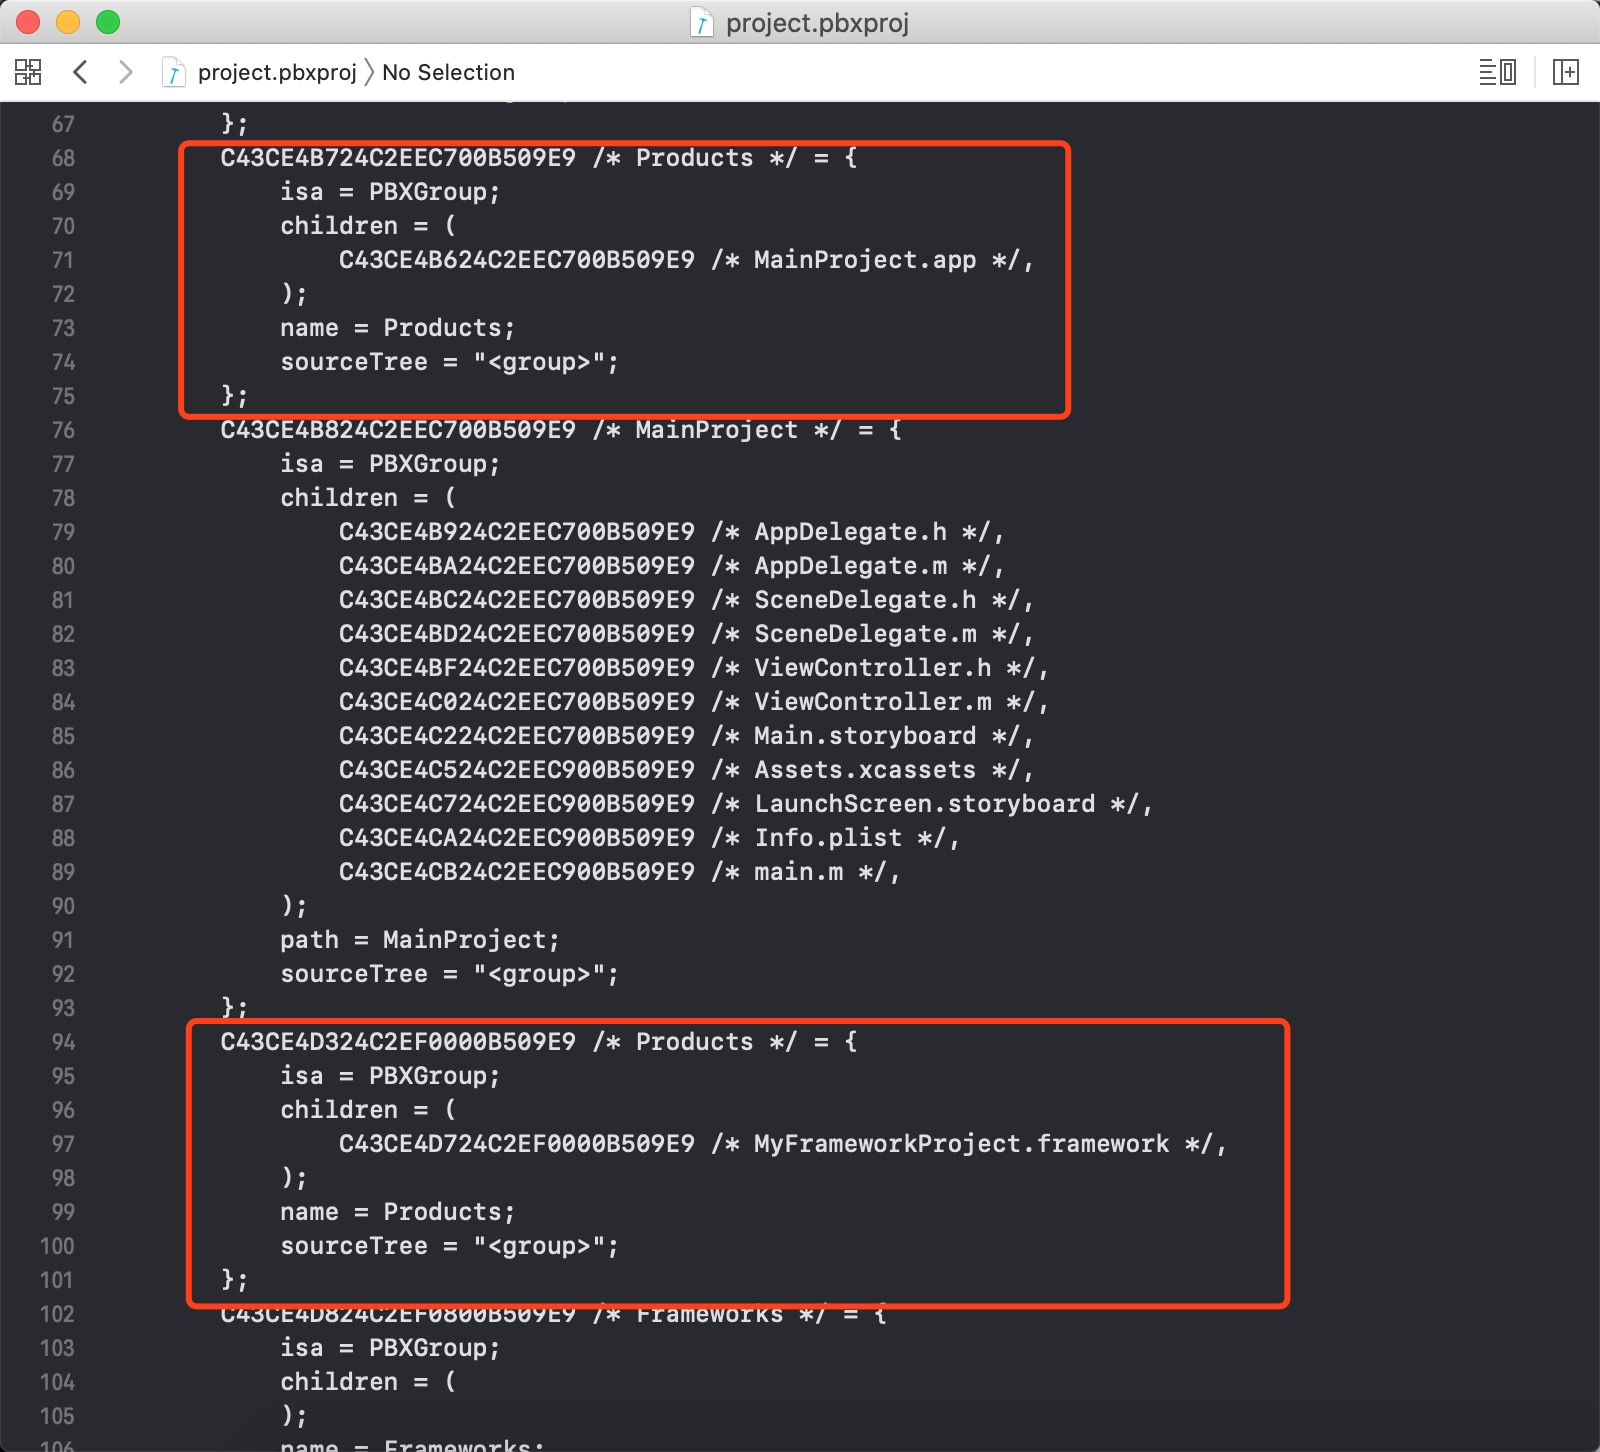 project.pbxproj
project.pbxproj 〉 No Selection
67 };
68 C43CE4B724C2EEC700B509E9 /* Products */ = {
69 isa = PBXGroup;
70 children = (
71 C43CE4B624C2EEC700B509E9 /* MainProject.app */,
72 );
73 name = Products;
74 sourceTree = "<group>";
75 };
76 C43CE4B824C2EEC700B509E9 /* MainProject */ = {
77 isa = PBXGroup;
78 children = (
79 C43CE4B924C2EEC700B509E9 /* AppDelegate.h */,
80 C43CE4BA24C2EEC700B509E9 /* AppDelegate.m */,
81 C43CE4BC24C2EEC700B509E9 /* SceneDelegate.h */,
82 C43CE4BD24C2EEC700B509E9 /* SceneDelegate.m */,
83 C43CE4BF24C2EEC700B509E9 /* ViewController.h */,
84 C43CE4C024C2EEC700B509E9 /* ViewController.m */,
85 C43CE4C224C2EEC700B509E9 /* Main.storyboard */,
86 C43CE4C524C2EEC900B509E9 /* Assets.xcassets */,
87 C43CE4C724C2EEC900B509E9 /* LaunchScreen.storyboard */,
88 C43CE4CA24C2EEC900B509E9 /* Info.plist */,
89 C43CE4CB24C2EEC900B509E9 /* main.m */,
90 );
91 path = MainProject;
92 sourceTree = "<group>";
93 };
94 C43CE4D324C2EF0000B509E9 /* Products */ = {
95 isa = PBXGroup;
96 children = (
97 C43CE4D724C2EF0000B509E9 /* MyFrameworkProject.framework */,
98 );
99 name = Products;
100 sourceTree = "<group>";
101 };
102 C43CE4D824C2EF0800B509E9 /* Frameworks */ = {
103 isa = PBXGroup;
104 children = (
105 );
106 name = Frameworks;